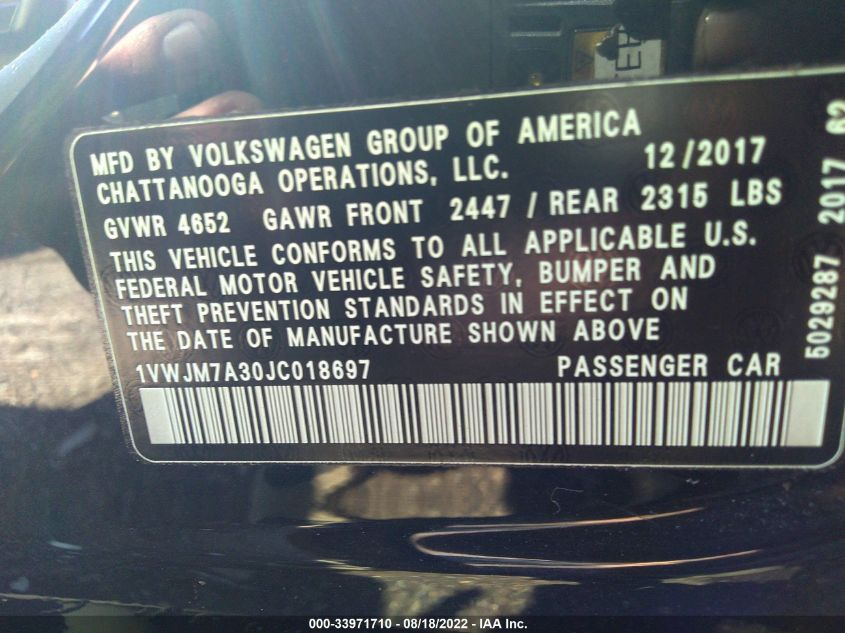 MFD BY VOLKSWAGEN GROUP OF AMERICA
CHATTANOOGA OPERATIONS, LLC. 12/2017
GVWR 4652 GAWR FRONT 2447 / REAR 2315 LBS
THIS VEHICLE CONFORMS TO ALL APPLICABLE U.S.
FEDERAL MOTOR VEHICLE SAFETY, BUMPER AND
THEFT PREVENTION STANDARDS IN EFFECT ON
THE DATE OF MANUFACTURE SHOWN ABOVE
1VWJM7A30JC018697 PASSENGER CAR
5029287 2017 62
000-33971710 - 08/18/2022 - IAA Inc.